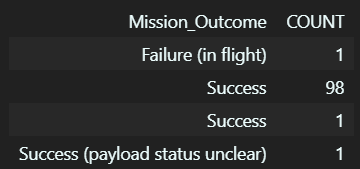 Mission_Outcome COUNT
Failure (in flight) 1
Success 98
Success 1
Success (payload status unclear) 1